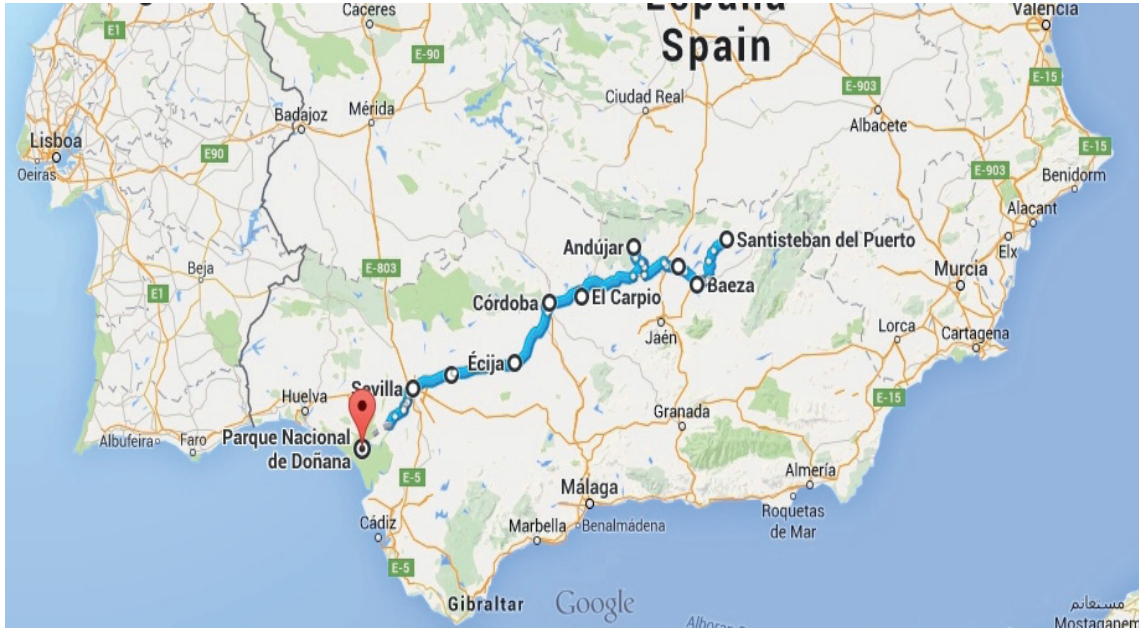 Cáceres
España
Spain
Valencia
E1
E-90
E-15
Ciudad Real
E-903
Badajoz
Mérida
Albacete
Lisboa
Oeiras
E90
E-15
E-903
Benidorm
Alacant
Elx
Andújar
Santisteban del Puerto
Beja
E-803
Murcia
Baeza
E1
Córdoba
El Carpio
Jaén
Lorca
Cartagena
Écija
Sevilla
E-15
Huelva
Granada
Albufeira
Faro
Parque Nacional
de Doñana
E-5
Málaga
Almería
Roquetas
de Mar
Cádiz
Marbella
Benalmádena
E-5
Gibraltar
Google
مستغانم
Mostaganem
Alboran